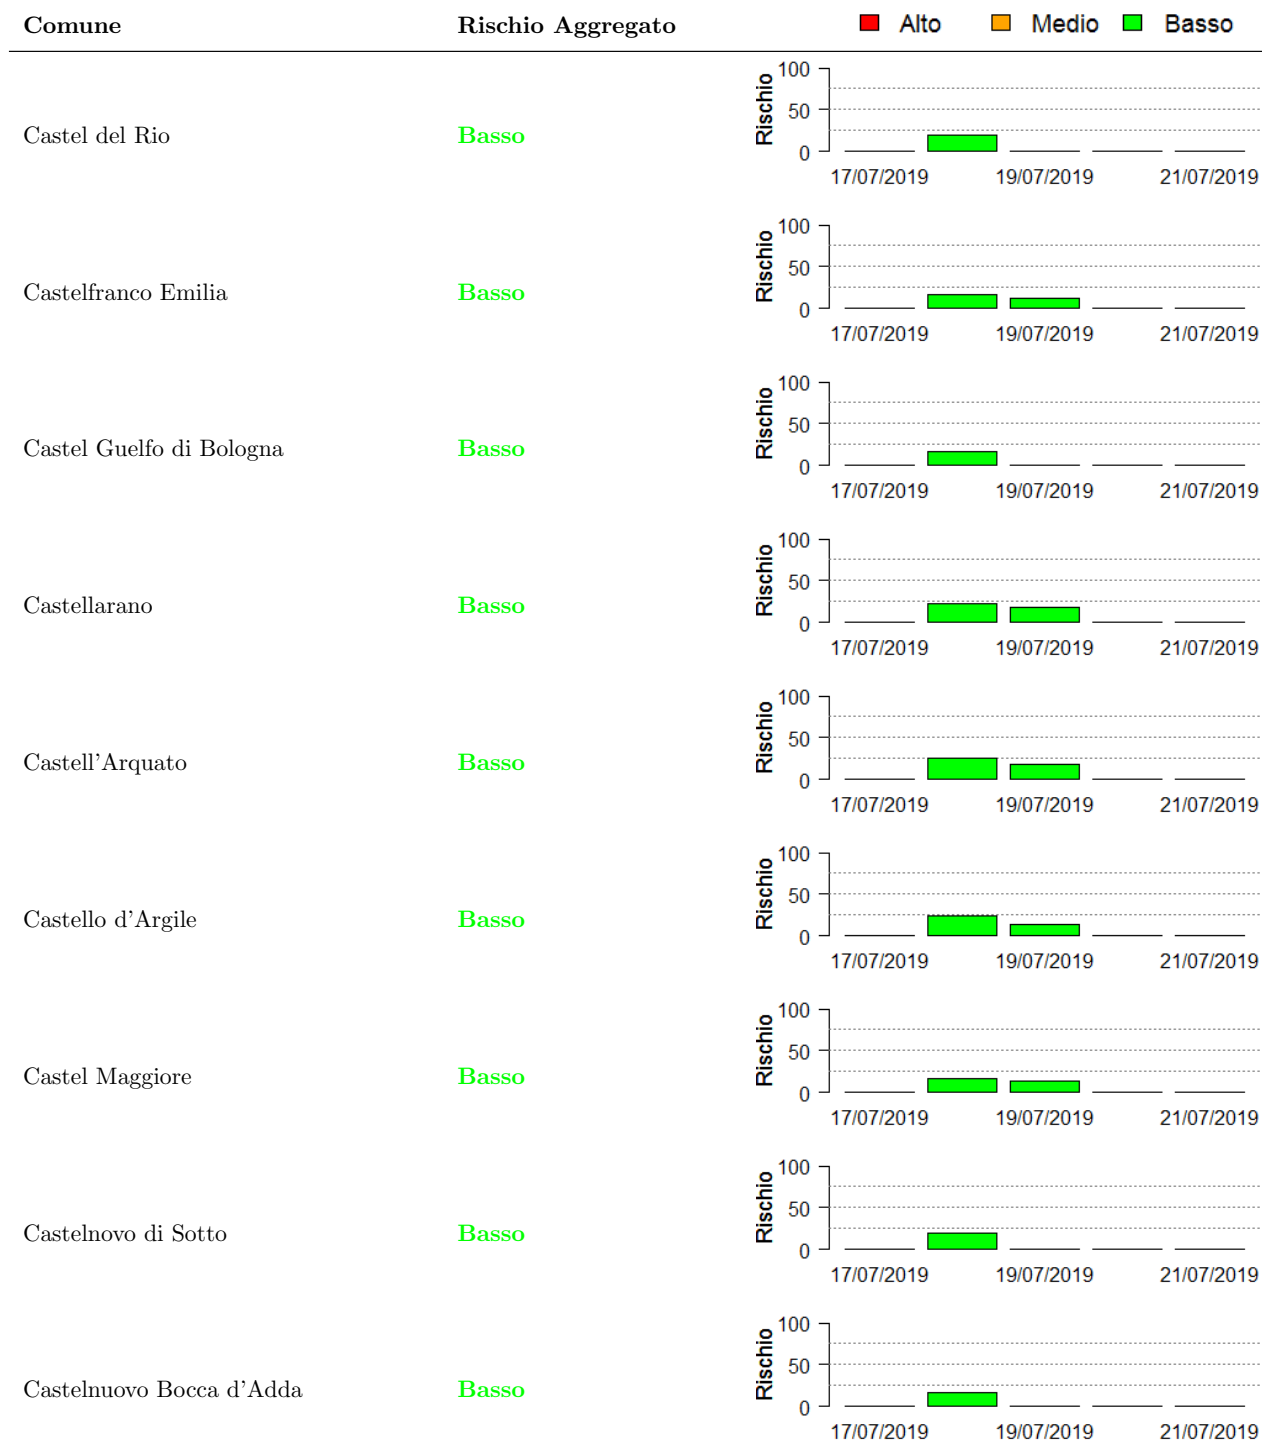 Comune Rischio Aggregato Alto Medio Basso
Castel del Rio Basso Rischio 100 50 0
17/07/2019 19/07/2019 21/07/2019
Castelfranco Emilia Basso Rischio 100 50 0
17/07/2019 19/07/2019 21/07/2019
Castel Guelfo di Bologna Basso Rischio 100 50 0
17/07/2019 19/07/2019 21/07/2019
Castellarano Basso Rischio 100 50 0
17/07/2019 19/07/2019 21/07/2019
Castell'Arquato Basso Rischio 100 50 0
17/07/2019 19/07/2019 21/07/2019
Castello d'Argile Basso Rischio 100 50 0
17/07/2019 19/07/2019 21/07/2019
Castel Maggiore Basso Rischio 100 50 0
17/07/2019 19/07/2019 21/07/2019
Castelnovo di Sotto Basso Rischio 100 50 0
17/07/2019 19/07/2019 21/07/2019
Castelnuovo Bocca d'Adda Basso Rischio 100 50 0
17/07/2019 19/07/2019 21/07/2019